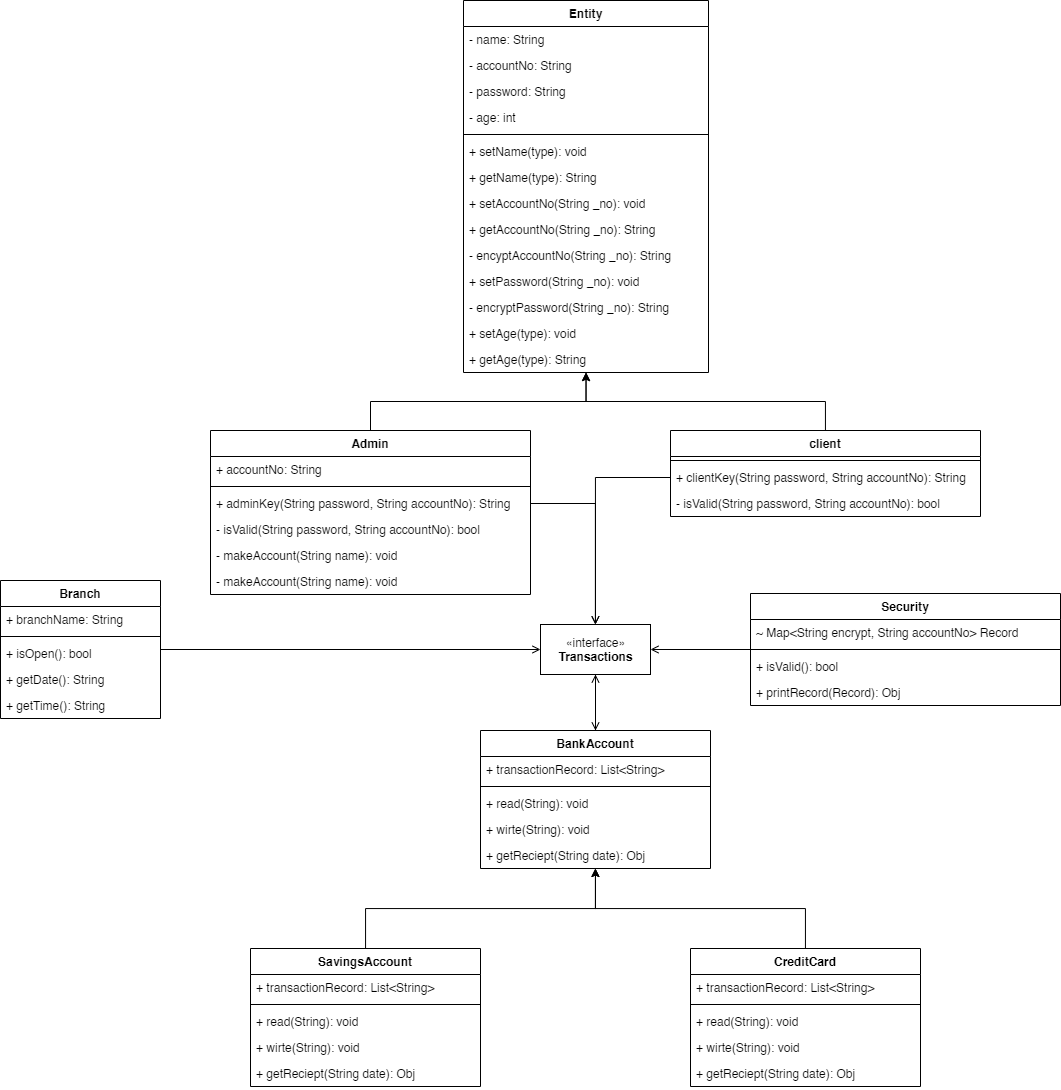 Entity
- name: String
- accountNo: String
- password: String
- age: int
+ setName(type): void
+ getName(type): String
+ setAccountNo(String _no): void
+ getAccountNo(String _no): String
- encyptAccountNo(String _no): String
+ setPassword(String _no): void
- encryptPassword(String _no): String
+ setAge(type): void
+ getAge(type): String
Admin
+ accountNo: String
+ adminKey(String password, String accountNo): String
- isValid(String password, String accountNo): bool
- makeAccount(String name): void
- makeAccount(String name): void
client
+ clientKey(String password, String accountNo): String
- isValid(String password, String accountNo): bool
Branch
+ branchName: String
+ isOpen(): bool
+ getDate(): String
+ getTime(): String
«interface»
Transactions
Security
~ Map<String encrypt, String accountNo> Record
+ isValid(): bool
+ printRecord(Record): Obj
BankAccount
+ transactionRecord: List<String>
+ read(String): void
+ wirte(String): void
+ getReciept(String date): Obj
SavingsAccount
+ transactionRecord: List<String>
+ read(String): void
+ wirte(String): void
+ getReciept(String date): Obj
CreditCard
+ transactionRecord: List<String>
+ read(String): void
+ wirte(String): void
+ getReciept(String date): Obj